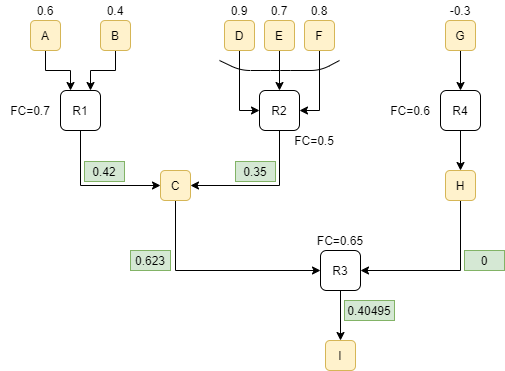 0.6 0.4 0.9 0.7 0.8 -0.3
A B D E F G
FC=0.7 R1 R2 FC=0.6 R4
FC=0.5
0.42 0.35
C H
FC=0.65
0.623 0
R3
0.40495
I